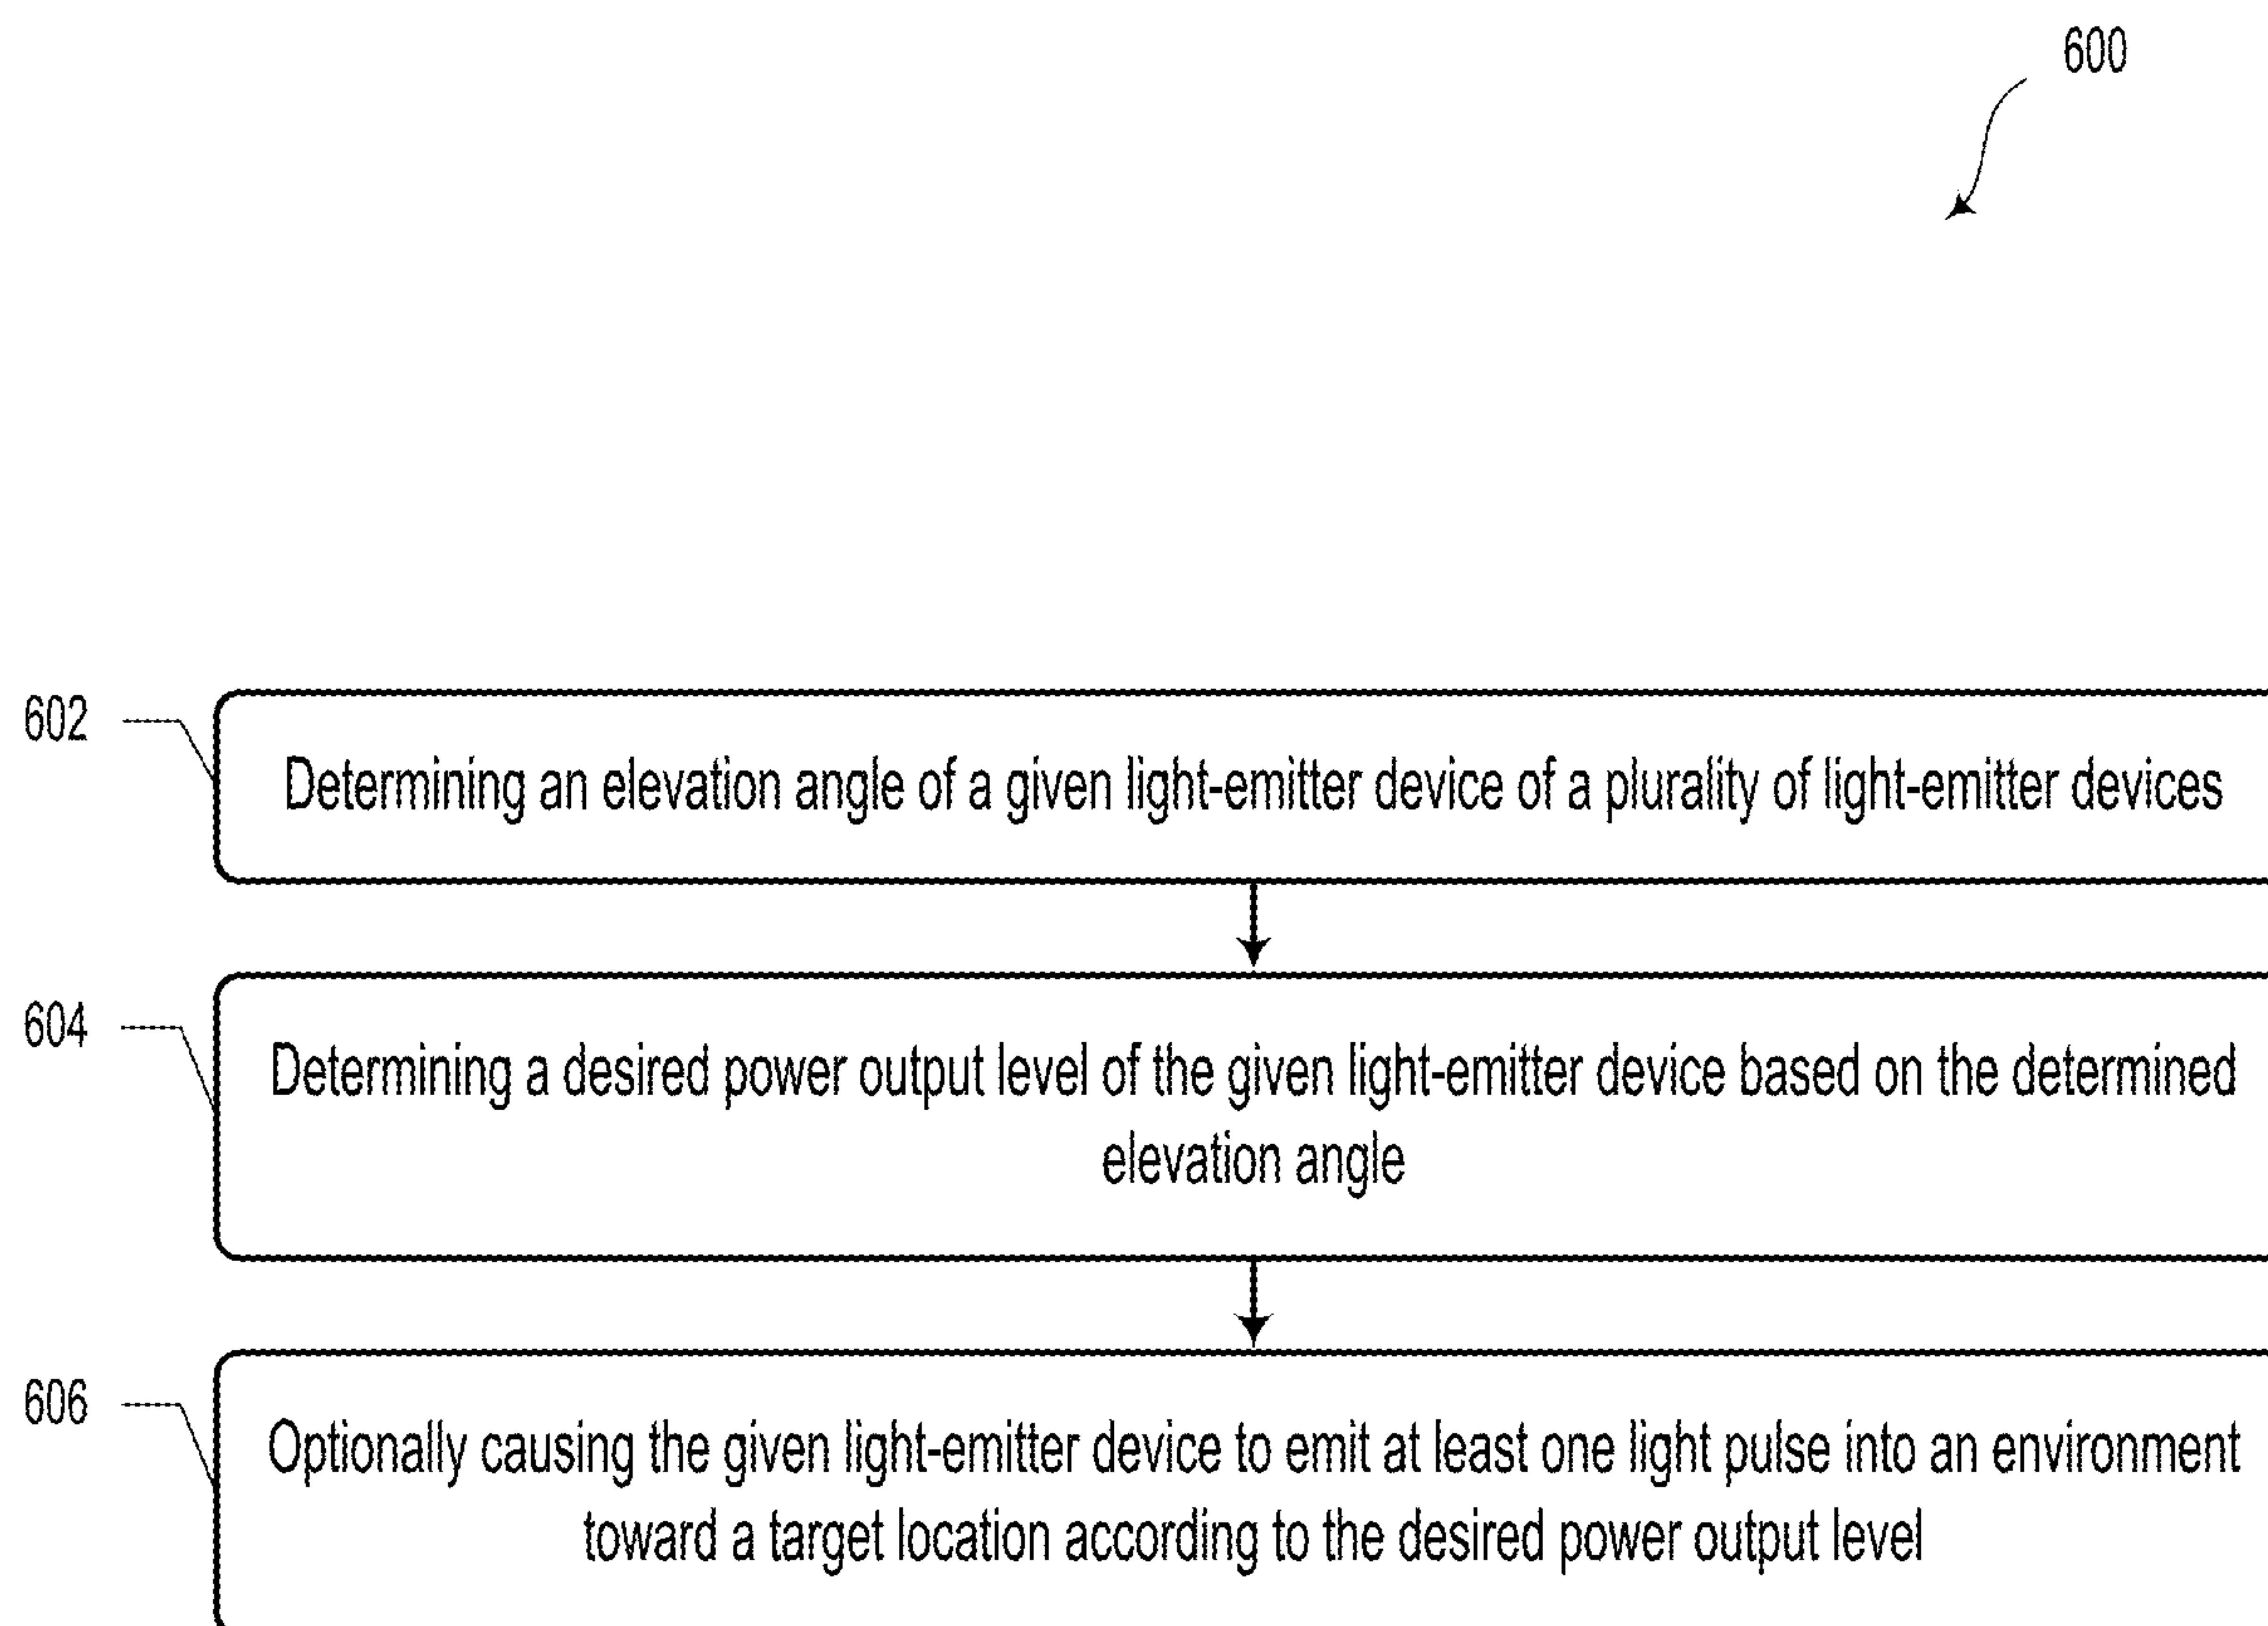 600
602
Determining an elevation angle of a given light-emitter device of a plurality of light-emitter devices
604
Determining a desired power output level of the given light-emitter device based on the determined
elevation angle
606
Optionally causing the given light-emitter device to emit at least one light pulse into an environment
toward a target location according to the desired power output level